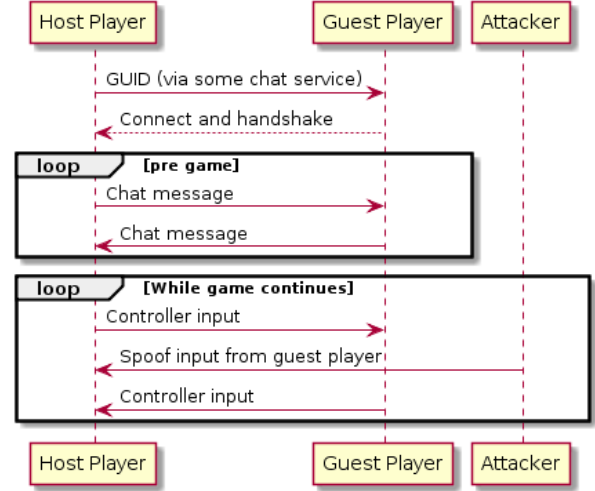 Host Player Guest Player Attacker
GUID (via some chat service)
Connect and handshake
loop [pre game]
Chat message
Chat message
loop [While game continues]
Controller input
Spoof input from guest player
Controller input
Host Player Guest Player Attacker